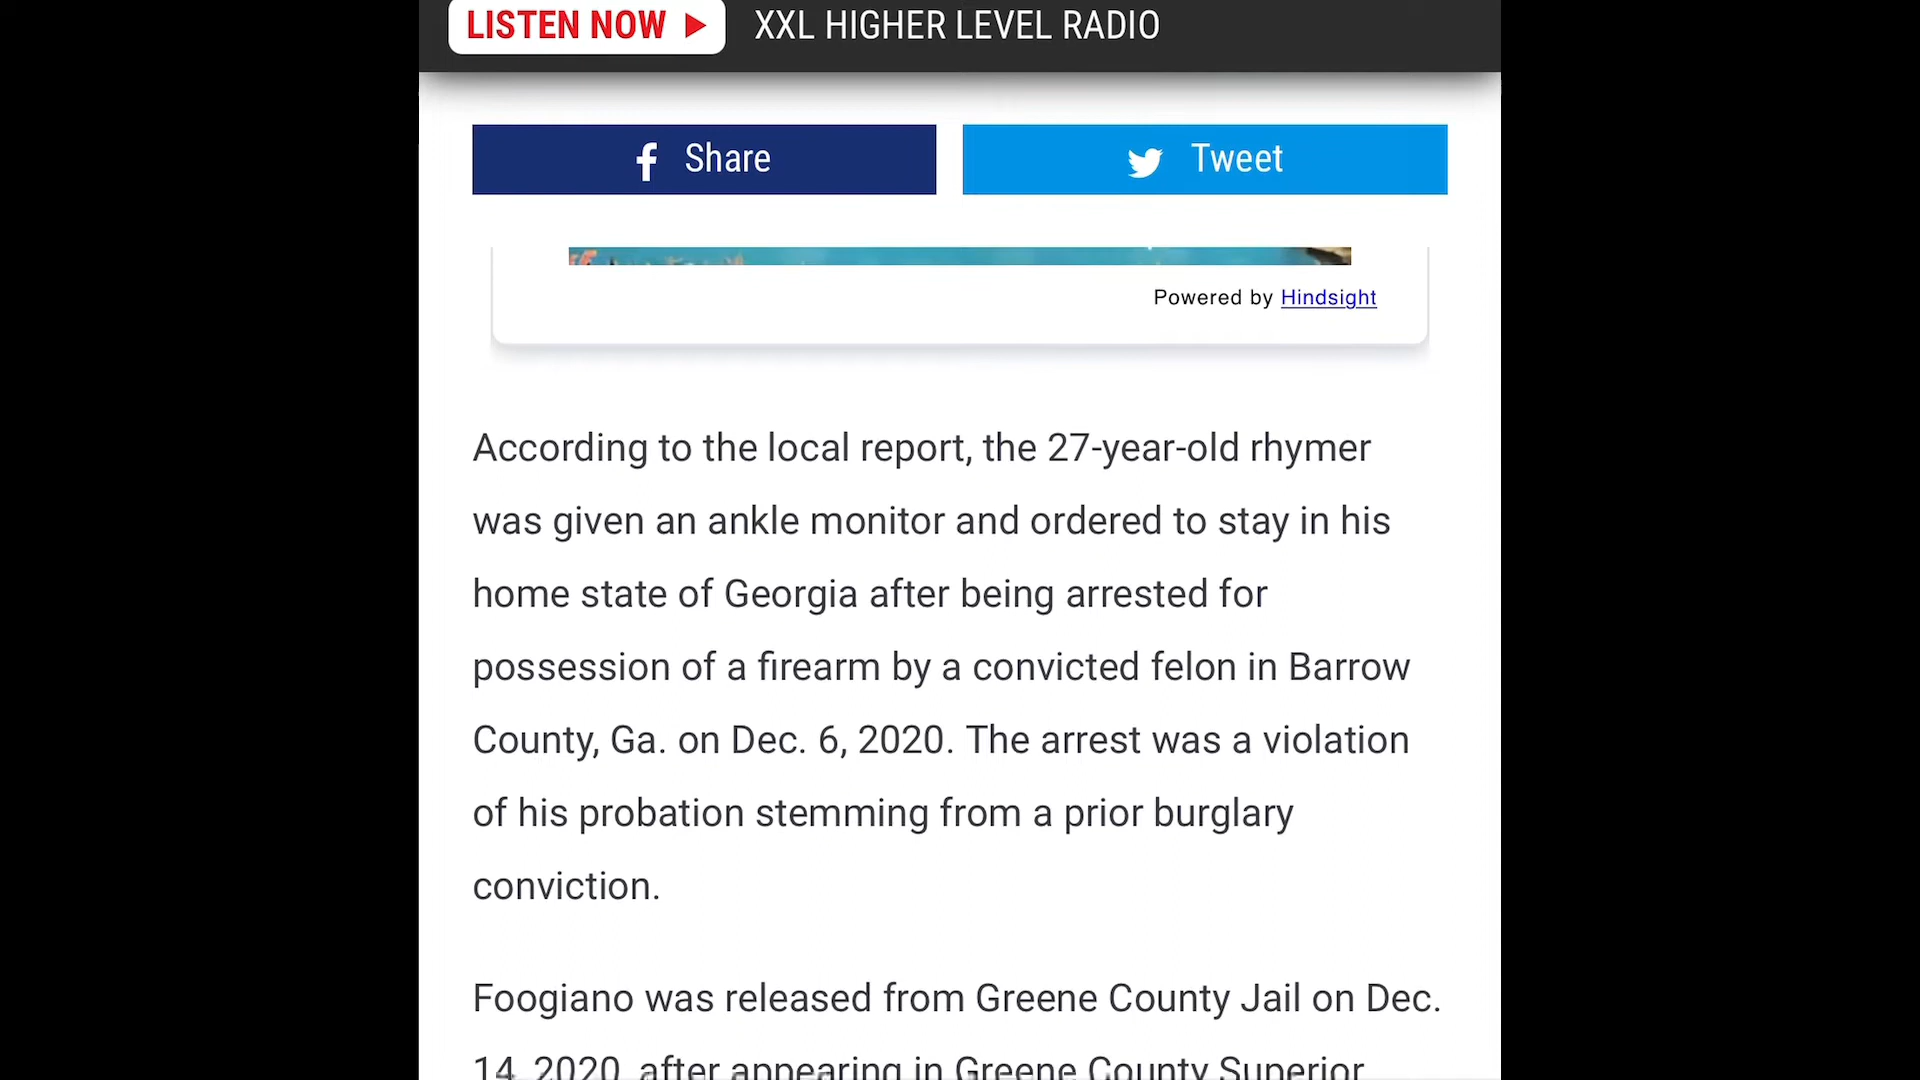 LISTEN NOW XXL HIGHER LEVEL RADIO
Share Tweet
Powered by Hindsight
According to the local report, the 27-year-old rhymer
was given an ankle monitor and ordered to stay in his
home state of Georgia after being arrested for
possession of a firearm by a convicted felon in Barrow
County, Ga. on Dec. 6, 2020. The arrest was a violation
of his probation stemming from a prior burglary
conviction.
Foogiano was released from Greene County Jail on Dec.
14, 2020, after appearing in Greene County Superior